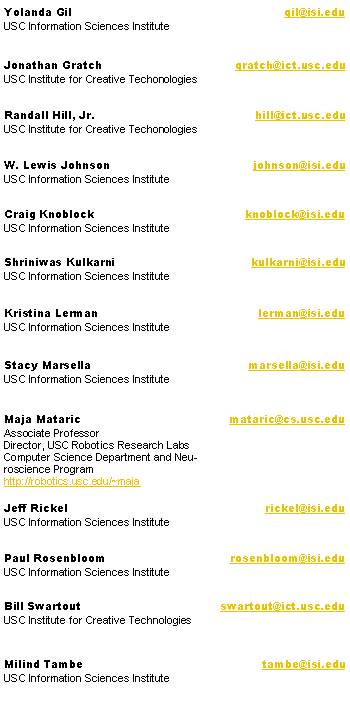 Yolanda Gil gil@isi.edu
USC Information Sciences Institute
Jonathan Gratch gratch@ict.usc.edu
USC Institute for Creative Techonologies
Randall Hill, Jr. hill@ict.usc.edu
USC Institute for Creative Techonologies
W. Lewis Johnson johnson@isi.edu
USC Information Sciences Institute
Craig Knoblock knoblock@isi.edu
USC Information Sciences Institute
Shriniwas Kulkarni kulkarni@isi.edu
USC Information Sciences Institute
Kristina Lerman lerman@isi.edu
USC Information Sciences Institute
Stacy Marsella marsella@isi.edu
USC Information Sciences Institute
Maja Mataric mataric@cs.usc.edu
Associate Professor
Director, USC Robotics Research Labs
Computer Science Department and Neu-
roscience Program
http://robotics.usc.edu/~maja
Jeff Rickel rickel@isi.edu
USC Information Sciences Institute
Paul Rosenbloom rosenbloom@isi.edu
USC Information Sciences Institute
Bill Swartout swartout@ict.usc.edu
USC Institute for Creative Technologies
Milind Tambe tambe@isi.edu
USC Information Sciences Institute